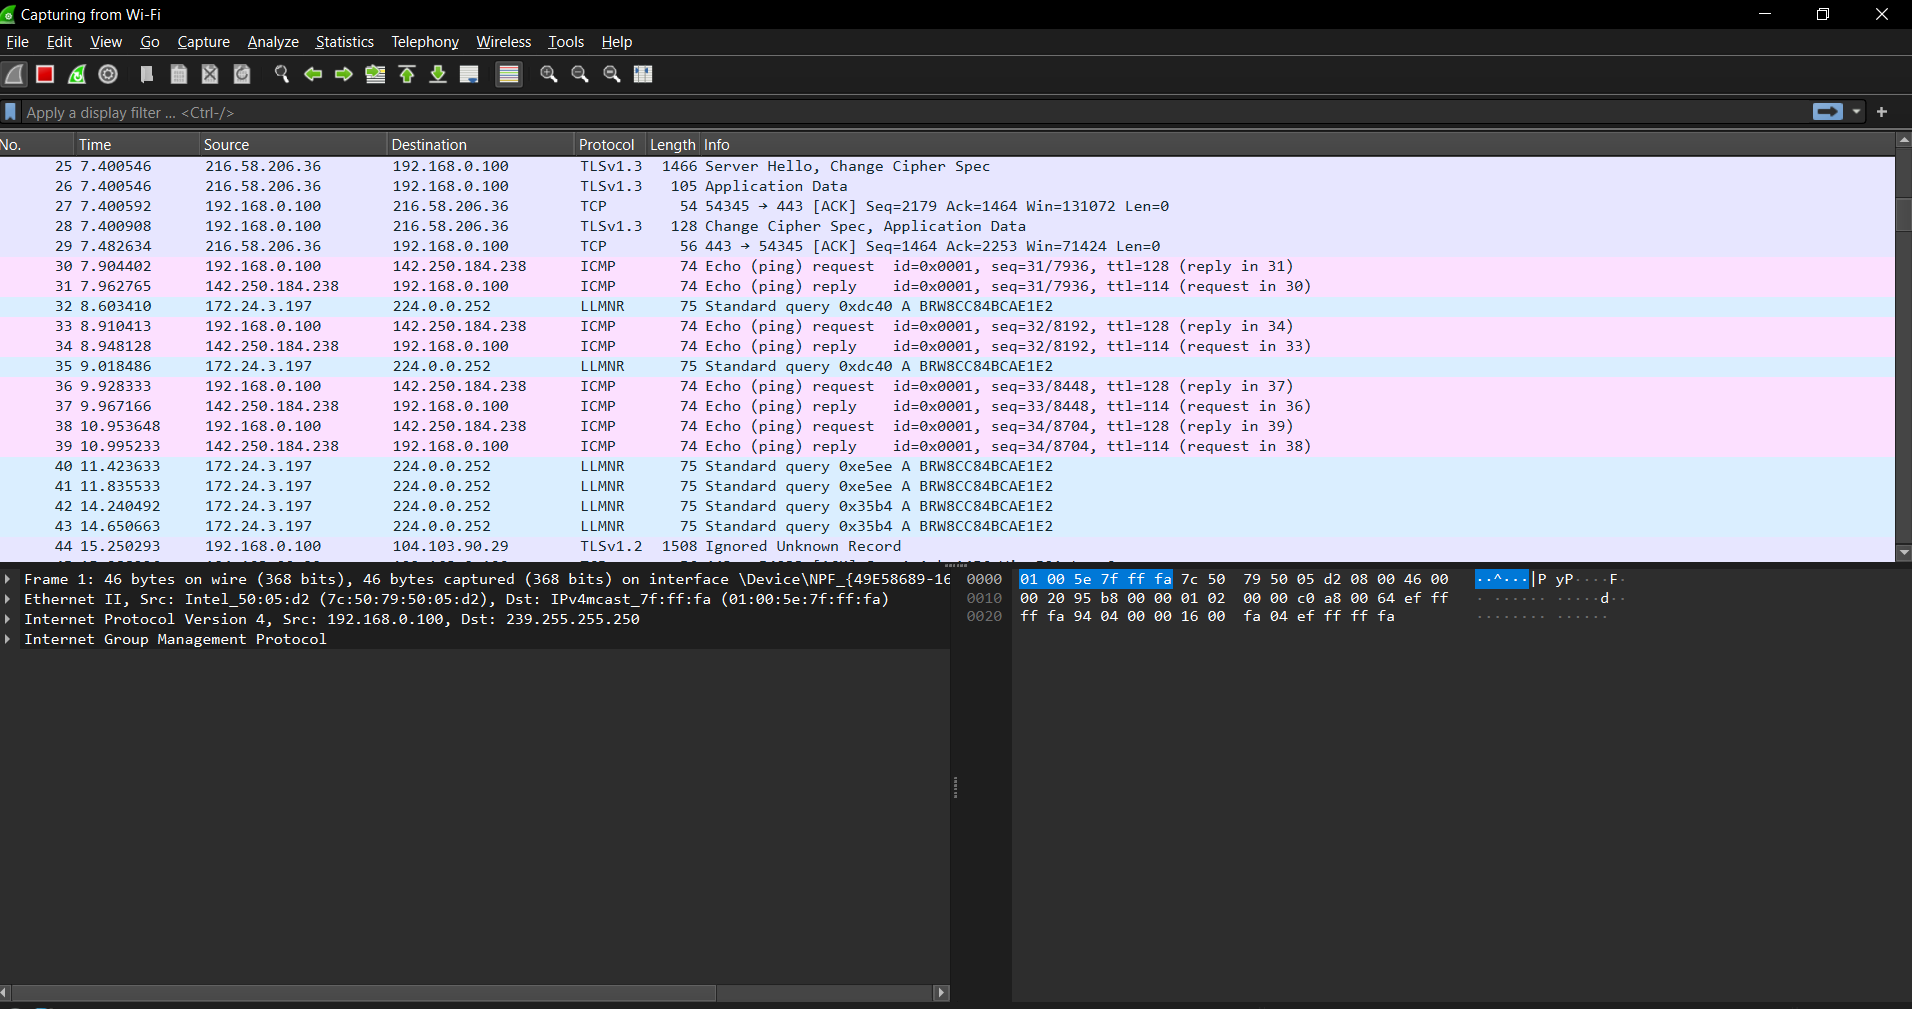 Capturing from Wi-Fi
File Edit View Go Capture Analyze Statistics Telephony Wireless Tools Help
Apply a display filter ... <Ctrl-/>
No. Time Source Destination Protocol Length Info
25 7.400546 216.58.206.36 192.168.0.100 TLSv1.3 1466 Server Hello, Change Cipher Spec
26 7.400546 216.58.206.36 192.168.0.100 TLSv1.3 105 Application Data
27 7.400592 192.168.0.100 216.58.206.36 TCP 54 54345 → 443 [ACK] Seq=2179 Ack=1464 Win=131072 Len=0
28 7.400908 192.168.0.100 216.58.206.36 TLSv1.3 128 Change Cipher Spec, Application Data
29 7.482634 216.58.206.36 192.168.0.100 TCP 56 443 → 54345 [ACK] Seq=1464 Ack=2253 Win=71424 Len=0
30 7.904402 192.168.0.100 142.250.184.238 ICMP 74 Echo (ping) request id=0x0001, seq=31/7936, ttl=128 (reply in 31)
31 7.962765 142.250.184.238 192.168.0.100 ICMP 74 Echo (ping) reply id=0x0001, seq=31/7936, ttl=114 (request in 30)
32 8.603410 172.24.3.197 224.0.0.252 LLMNR 75 Standard query 0xdc40 A BRW8CC84BCAE1E2
33 8.910413 192.168.0.100 142.250.184.238 ICMP 74 Echo (ping) request id=0x0001, seq=32/8192, ttl=128 (reply in 34)
34 8.948128 142.250.184.238 192.168.0.100 ICMP 74 Echo (ping) reply id=0x0001, seq=32/8192, ttl=114 (request in 33)
35 9.018486 172.24.3.197 224.0.0.252 LLMNR 75 Standard query 0xdc40 A BRW8CC84BCAE1E2
36 9.928333 192.168.0.100 142.250.184.238 ICMP 74 Echo (ping) request id=0x0001, seq=33/8448, ttl=128 (reply in 37)
37 9.967166 142.250.184.238 192.168.0.100 ICMP 74 Echo (ping) reply id=0x0001, seq=33/8448, ttl=114 (request in 36)
38 10.953648 192.168.0.100 142.250.184.238 ICMP 74 Echo (ping) request id=0x0001, seq=34/8704, ttl=128 (reply in 39)
39 10.995233 142.250.184.238 192.168.0.100 ICMP 74 Echo (ping) reply id=0x0001, seq=34/8704, ttl=114 (request in 38)
40 11.423633 172.24.3.197 224.0.0.252 LLMNR 75 Standard query 0xe5ee A BRW8CC84BCAE1E2
41 11.835533 172.24.3.197 224.0.0.252 LLMNR 75 Standard query 0xe5ee A BRW8CC84BCAE1E2
42 14.240492 172.24.3.197 224.0.0.252 LLMNR 75 Standard query 0x35b4 A BRW8CC84BCAE1E2
43 14.650663 172.24.3.197 224.0.0.252 LLMNR 75 Standard query 0x35b4 A BRW8CC84BCAE1E2
44 15.250293 192.168.0.100 104.103.90.29 TLSv1.2 1508 Ignored Unknown Record
Frame 1: 46 bytes on wire (368 bits), 46 bytes captured (368 bits) on interface \Device\NPF_{49E58689-16
Ethernet II, Src: Intel_50:05:d2 (7c:50:79:50:05:d2), Dst: IPv4mcast_7f:ff:fa (01:00:5e:7f:ff:fa)
Internet Protocol Version 4, Src: 192.168.0.100, Dst: 239.255.255.250
Internet Group Management Protocol
0000 01 00 5e 7f ff fa 7c 50 79 50 05 d2 08 00 46 00 ··^···|P yP····F·
0010 00 20 95 b8 00 00 01 02 00 00 c0 a8 00 64 ef ff · ······ ·····d··
0020 ff fa 94 04 00 00 16 00 fa 04 ef ff ff fa ········ ······